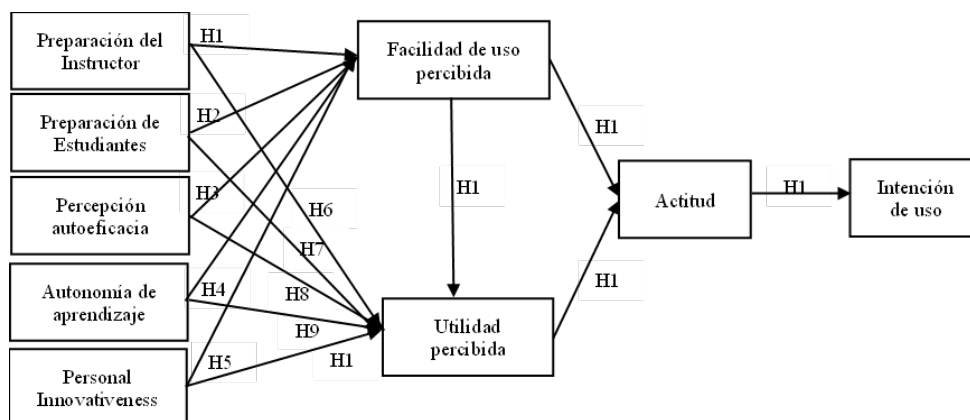 Preparación del
Instructor
H1
Facilidad de uso
percibida
Preparación de
Estudiantes
H2
H1
Percepción
autoeficacia
H3
H1
Actitud
H1
Intención
de uso
H6
H7
Autonomía de
aprendizaje
H4
H8
H1
H9
Utilidad
percibida
Personal
Innovativeness
H5
H1